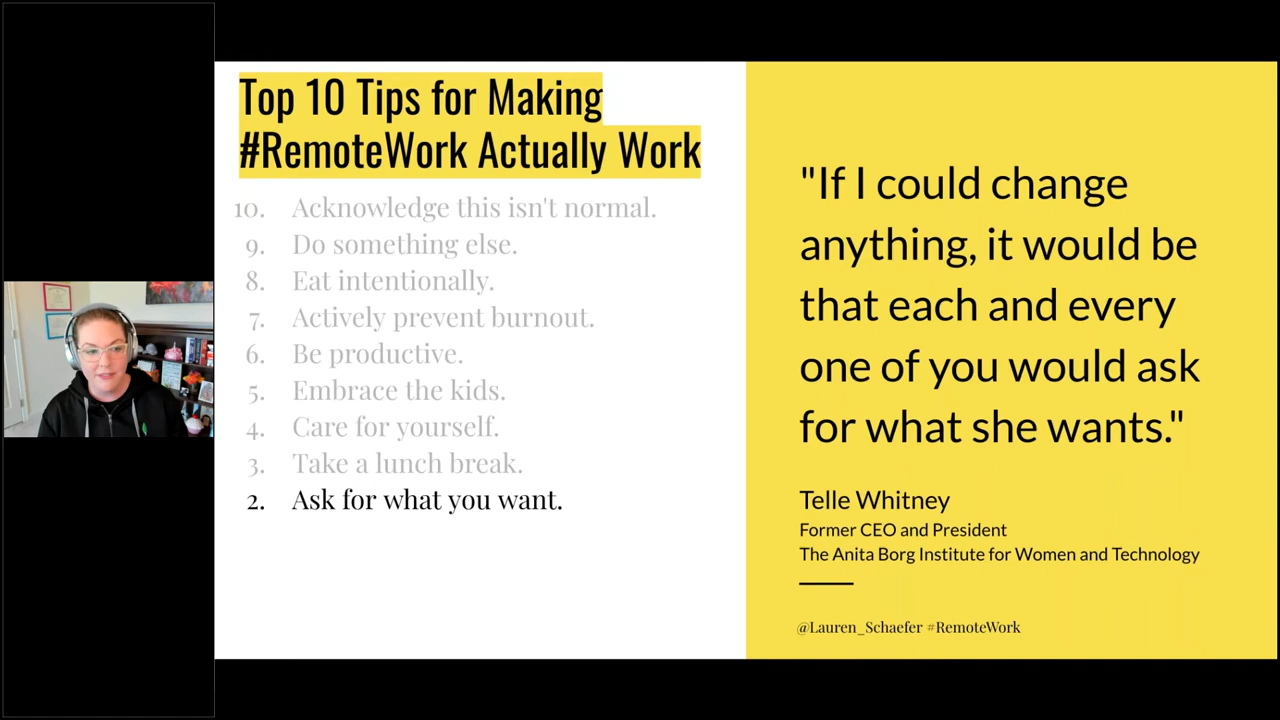 Top 10 Tips for Making
#RemoteWork Actually Work
10. Acknowledge this isn't normal.
9. Do something else.
8. Eat intentionally.
7. Actively prevent burnout.
6. Be productive.
5. Embrace the kids.
4. Care for yourself.
3. Take a lunch break.
2. Ask for what you want.
"If I could change
anything, it would be
that each and every
one of you would ask
for what she wants."
Telle Whitney
Former CEO and President
The Anita Borg Institute for Women and Technology
@Lauren_Schaefer #RemoteWork